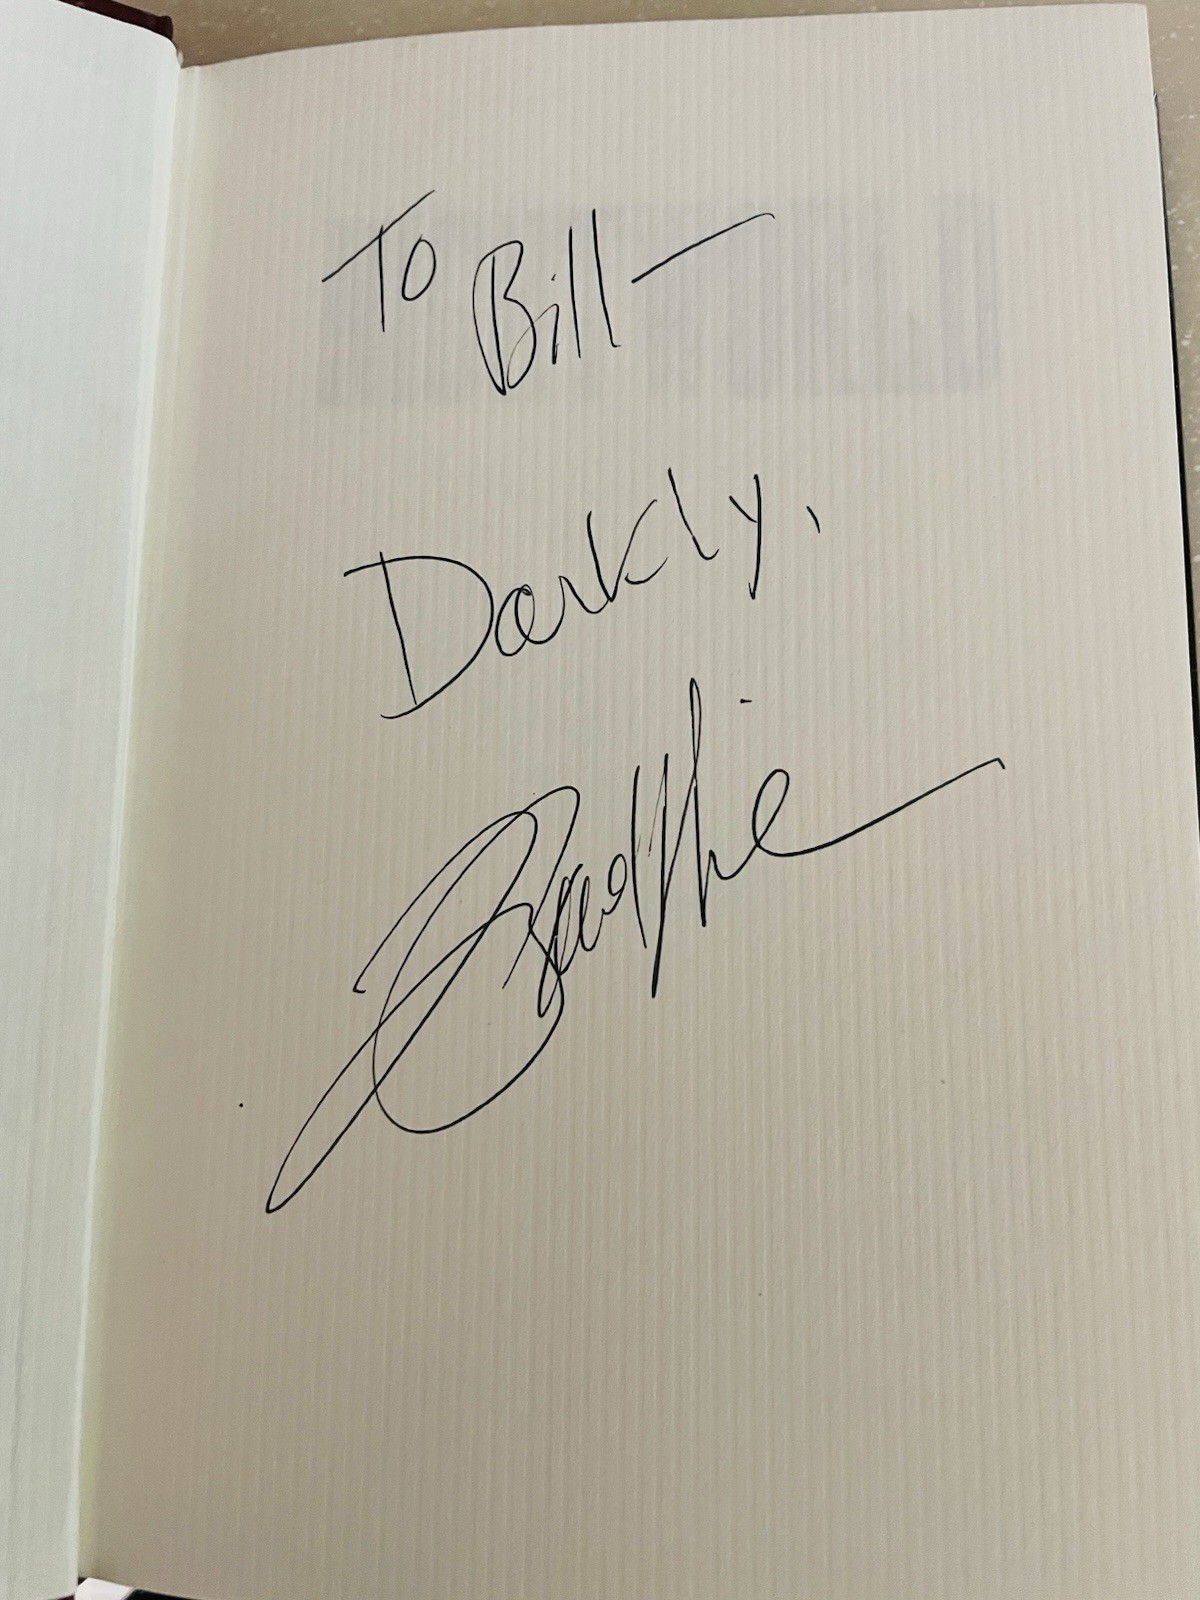 To Bill—
Darkly,